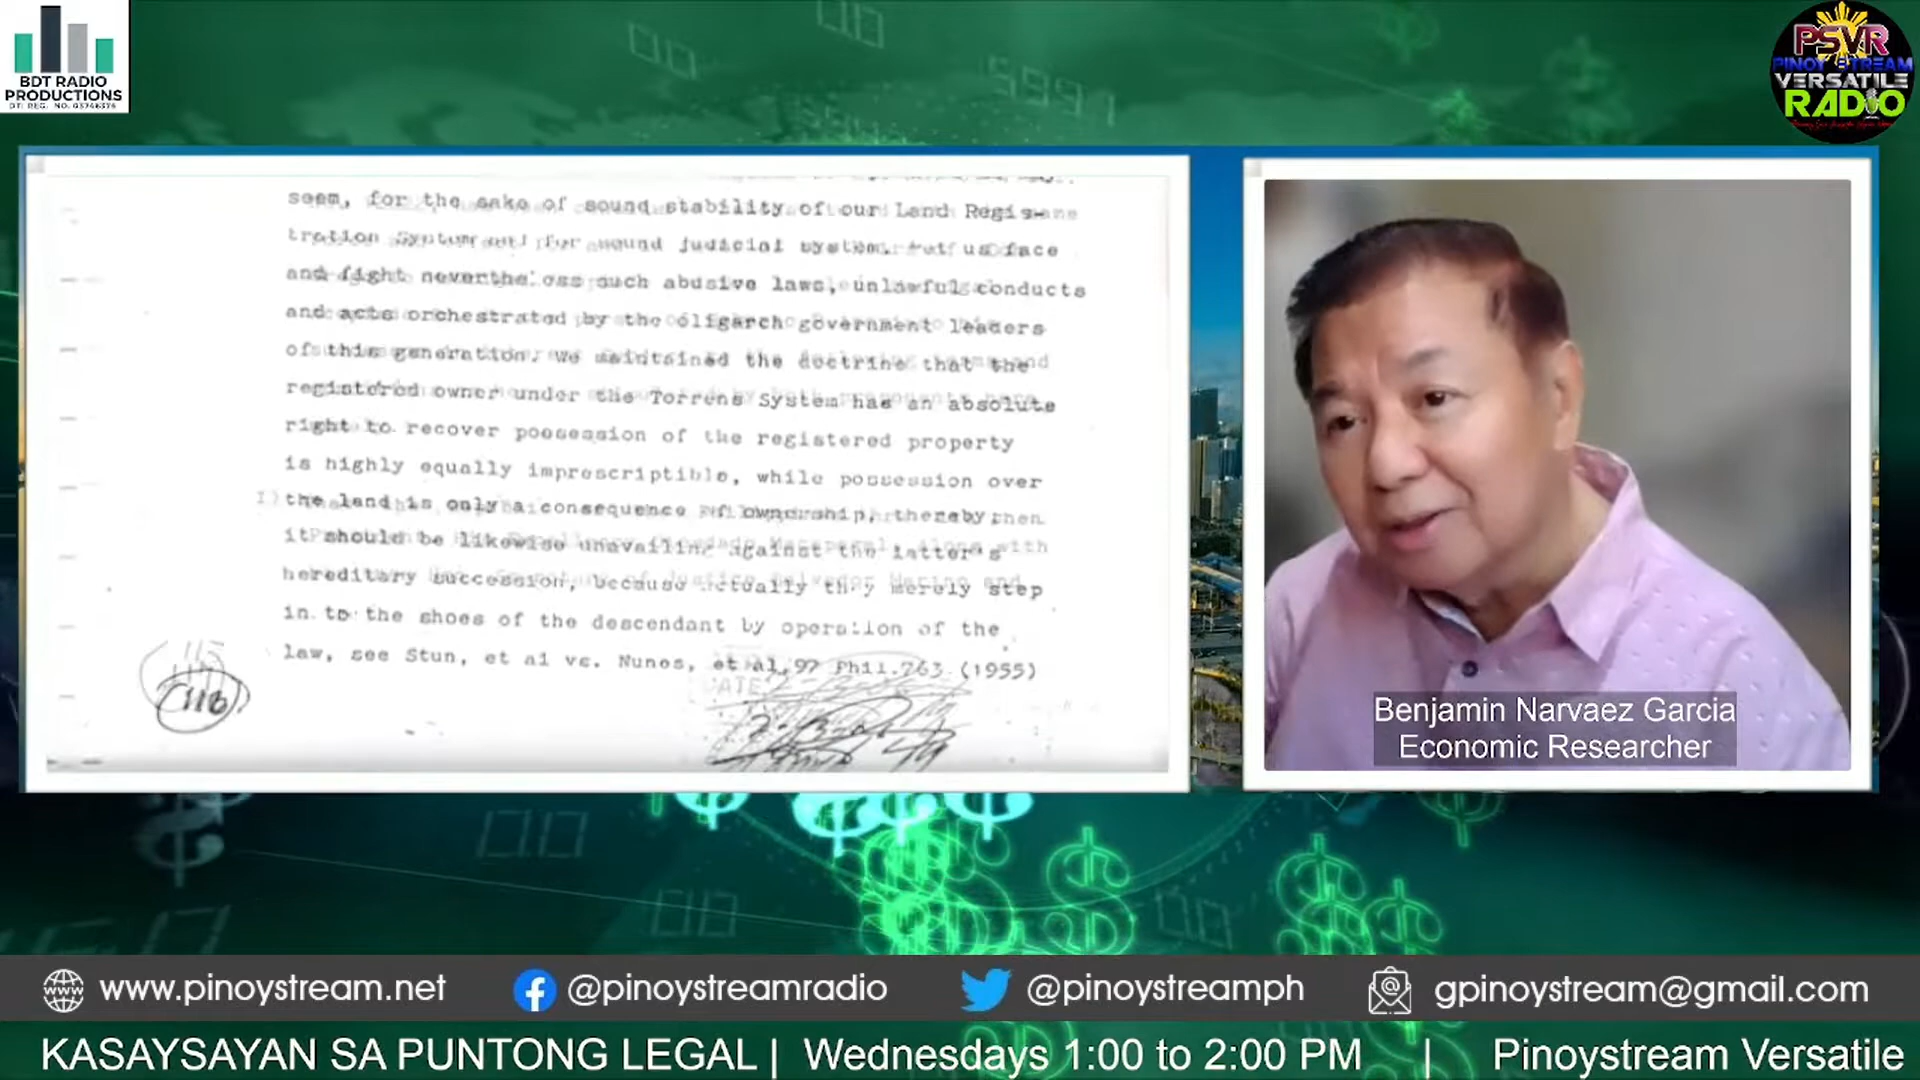 BDT RADIO
PRODUCTIONS
DTI REG. NO. 03746376
PSVR
PINOY STREAM
VERSATILE
RADIO
seem, for the sake of sound stability of our Land Regis-
tration System and for sound judicial system. Let us face
and fight nevertheless such abusive laws, unlawful conducts
and acts orchestrated by the oligarch government leaders
of this generation. We maintained the doctrine that the
registered owner under the Torrens System has an absolute
right to recover possession of the registered property
is highly equally imprescriptible, while possession over
the land is only a consequence of ownership, thereby
it should be likewise unavailing against the latter's
hereditary succession, because actually they merely step
in to the shoes of the descendant by operation of the
law, see Stun, et al vs. Nunes, et al, 97 Phil. 763 (1955)
116
DATE
Benjamin Narvaez Garcia
Economic Researcher
www.pinoystream.net
@pinoystreamradio
@pinoystreamph
gpinoystream@gmail.com
KASAYSAYAN SA PUNTONG LEGAL | Wednesdays 1:00 to 2:00 PM | Pinoystream Versatile